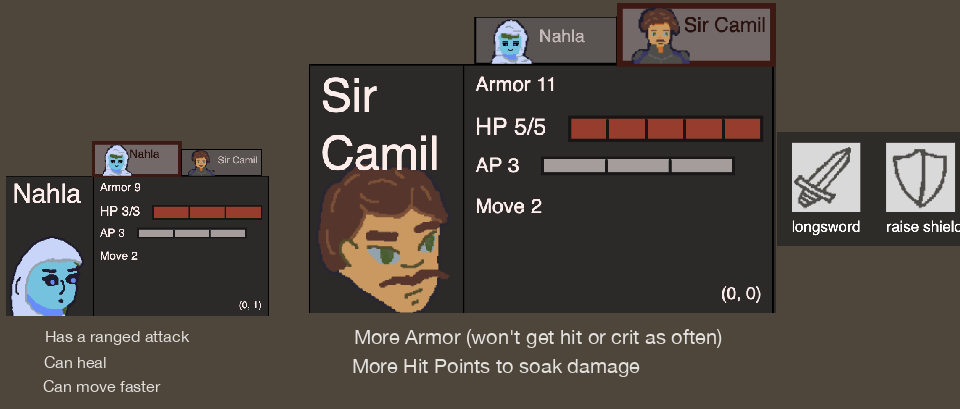 Nahla
Sir Camil
Nahla
Armor 9
HP 3/3
AP 3
Move 2
(0, 1)
Has a ranged attack
Can heal
Can move faster
Nahla
Sir Camil
Sir
Camil
Armor 11
HP 5/5
AP 3
Move 2
(0, 0)
longsword
raise shield
More Armor (won't get hit or crit as often)
More Hit Points to soak damage